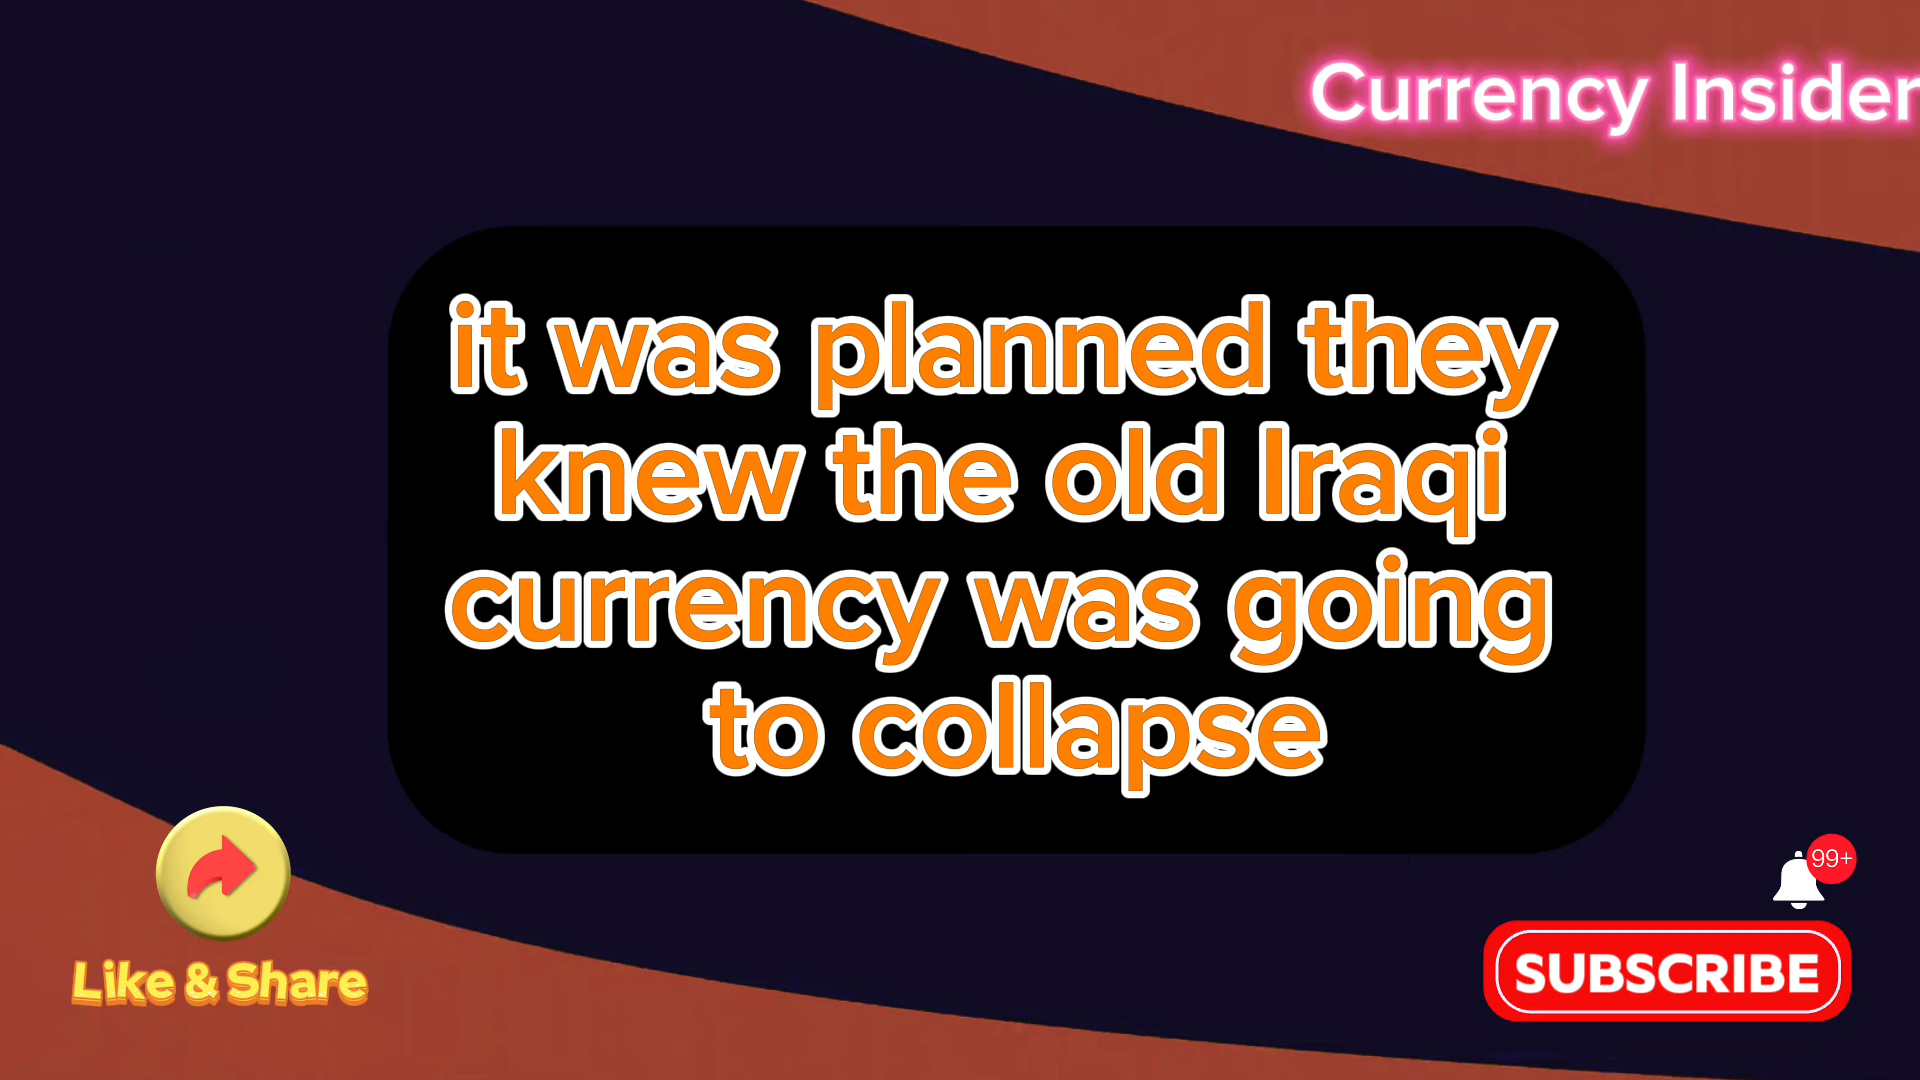 Currency Insider
it was planned they
knew the old Iraqi
currency was going
to collapse
99+
Like & Share
SUBSCRIBE